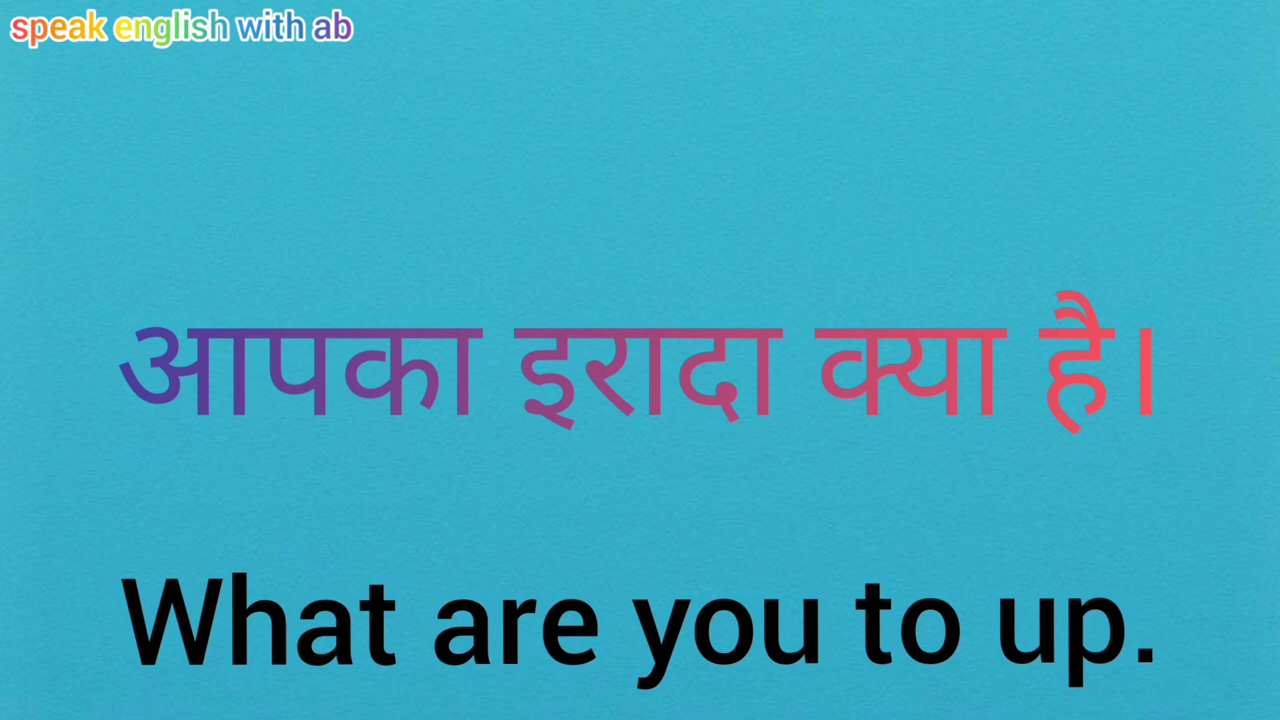 speak english with ab
आपका इरादा क्या है।
What are you to up.